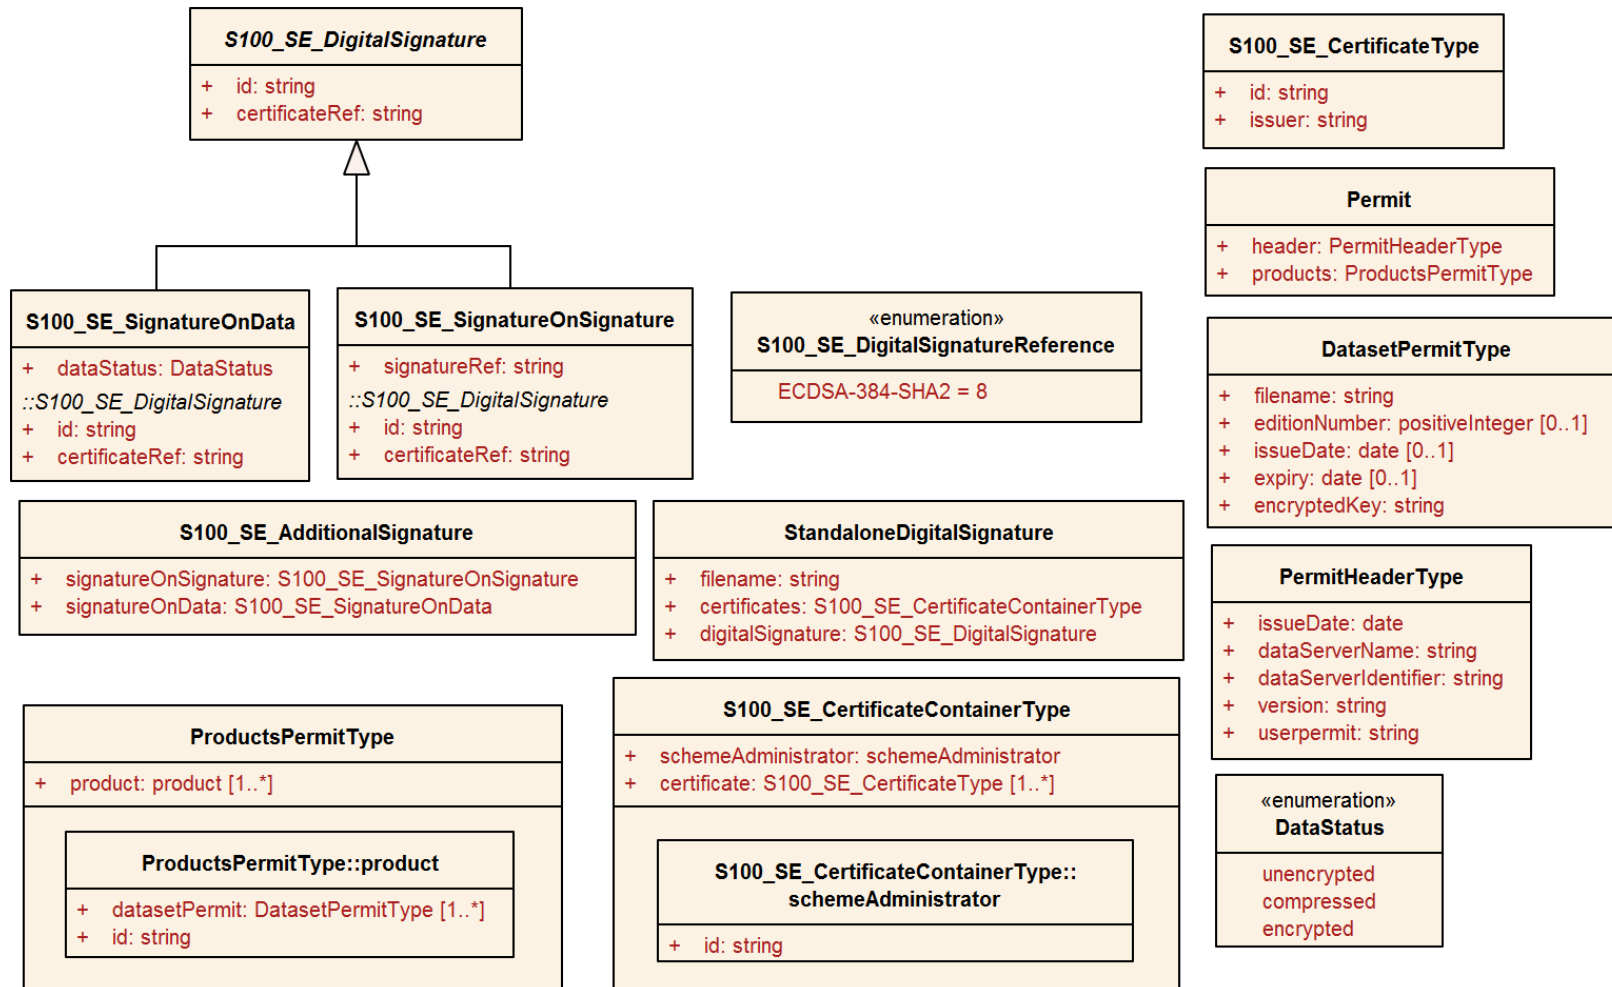 S100_SE_DigitalSignature
+ id: string
+ certificateRef: string
S100_SE_CertificateType
+ id: string
+ issuer: string
Permit
+ header: PermitHeaderType
+ products: ProductsPermitType
S100_SE_SignatureOnData
+ dataStatus: DataStatus
::S100_SE_DigitalSignature
+ id: string
+ certificateRef: string
S100_SE_SignatureOnSignature
+ signatureRef: string
::S100_SE_DigitalSignature
+ id: string
+ certificateRef: string
«enumeration»
S100_SE_DigitalSignatureReference
ECDSA-384-SHA2 = 8
DatasetPermitType
+ filename: string
+ editionNumber: positiveInteger [0..1]
+ issueDate: date [0..1]
+ expiry: date [0..1]
+ encryptedKey: string
S100_SE_AdditionalSignature
+ signatureOnSignature: S100_SE_SignatureOnSignature
+ signatureOnData: S100_SE_SignatureOnData
StandaloneDigitalSignature
+ filename: string
+ certificates: S100_SE_CertificateContainerType
+ digitalSignature: S100_SE_DigitalSignature
PermitHeaderType
+ issueDate: date
+ dataServerName: string
+ dataServerIdentifier: string
+ version: string
+ userpermit: string
ProductsPermitType
+ product: product [1..*]
ProductsPermitType::product
+ datasetPermit: DatasetPermitType [1..*]
+ id: string
S100_SE_CertificateContainerType
+ schemeAdministrator: schemeAdministrator
+ certificate: S100_SE_CertificateType [1..*]
S100_SE_CertificateContainerType::
schemeAdministrator
+ id: string
«enumeration»
DataStatus
unencrypted
compressed
encrypted